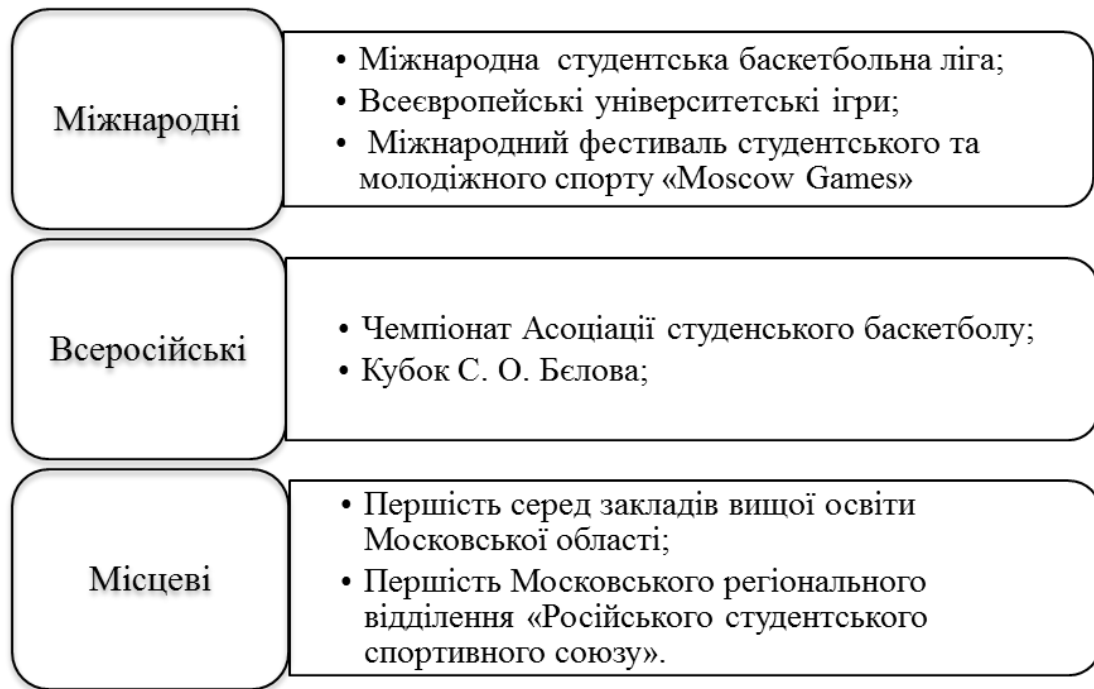 Міжнародні
• Міжнародна студентська баскетбольна ліга;
• Всеєвропейські університетські ігри;
• Міжнародний фестиваль студентського та
молодіжного спорту «Moscow Games»
Всеросійські
• Чемпіонат Асоціації студенського баскетболу;
• Кубок С. О. Бєлова;
Місцеві
• Першість серед закладів вищої освіти
Московської області;
• Першість Московського регіонального
відділення «Російського студентського
спортивного союзу».